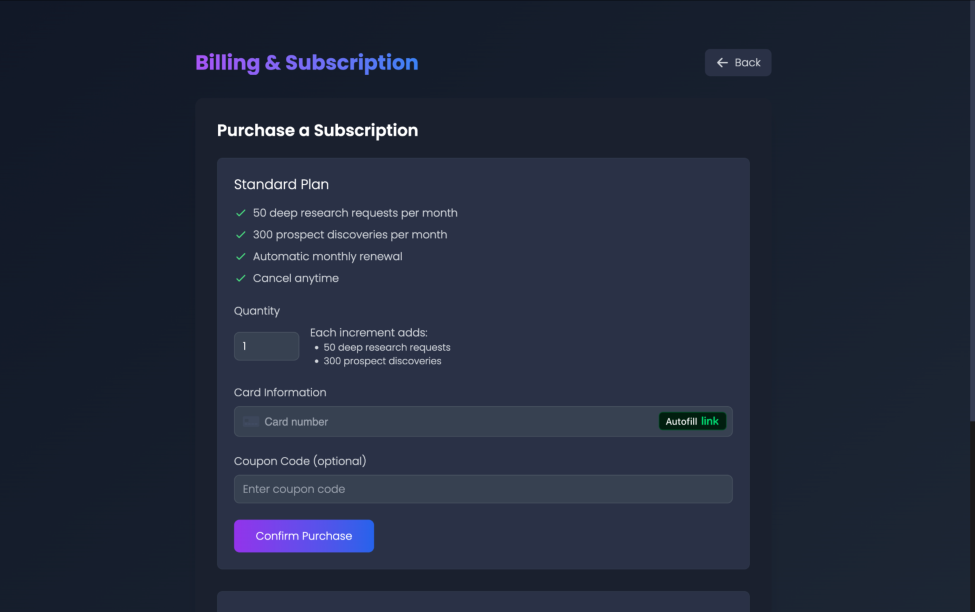 Billing & Subscription
← Back
Purchase a Subscription
Standard Plan
✓ 50 deep research requests per month
✓ 300 prospect discoveries per month
✓ Automatic monthly renewal
✓ Cancel anytime
Quantity
1
Each increment adds:
• 50 deep research requests
• 300 prospect discoveries
Card Information
Card number
Autofill link
Coupon Code (optional)
Enter coupon code
Confirm Purchase